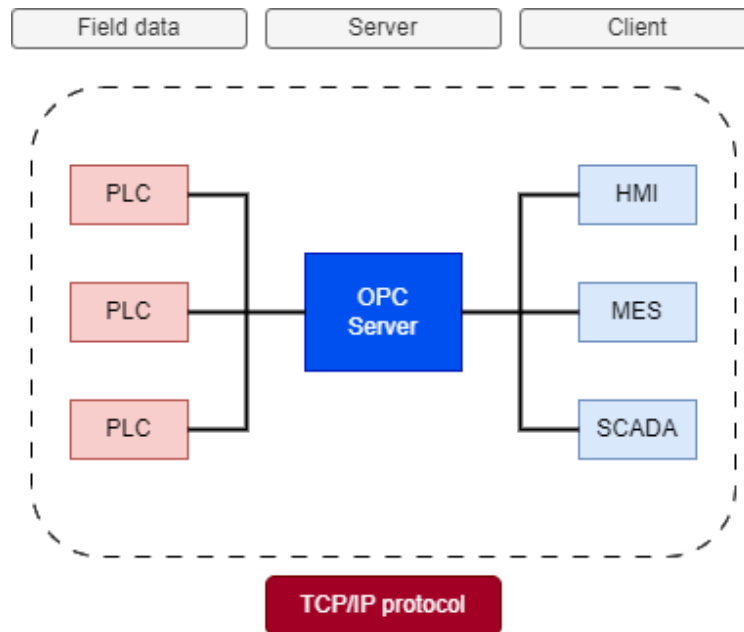 Field data
Server
Client
PLC
HMI
PLC
OPC
Server
MES
PLC
SCADA
TCP/IP protocol